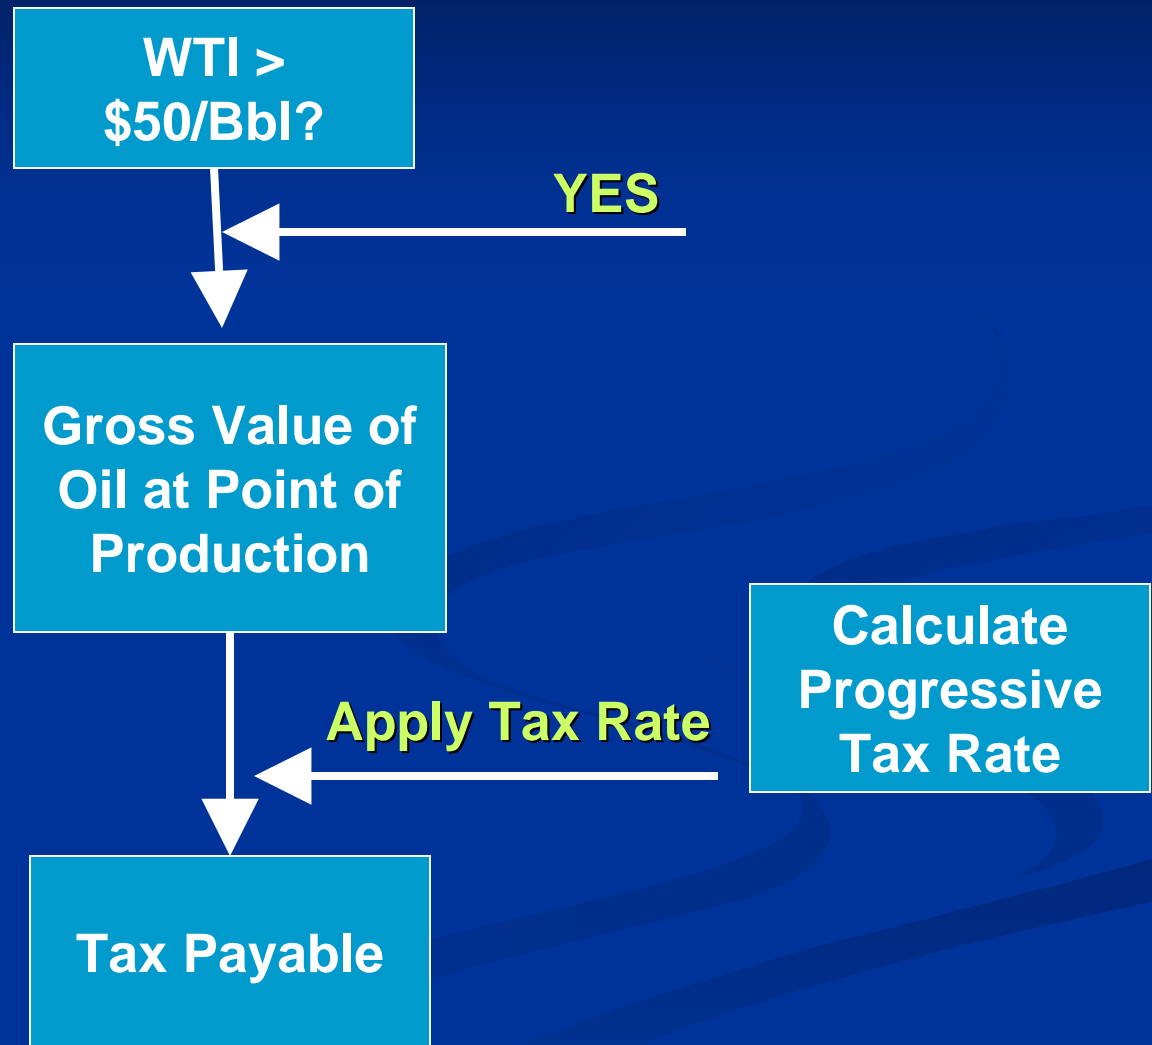 WTI >
$50/Bbl?
YES
Gross Value of
Oil at Point of
Production
Calculate
Progressive
Tax Rate
Apply Tax Rate
Tax Payable